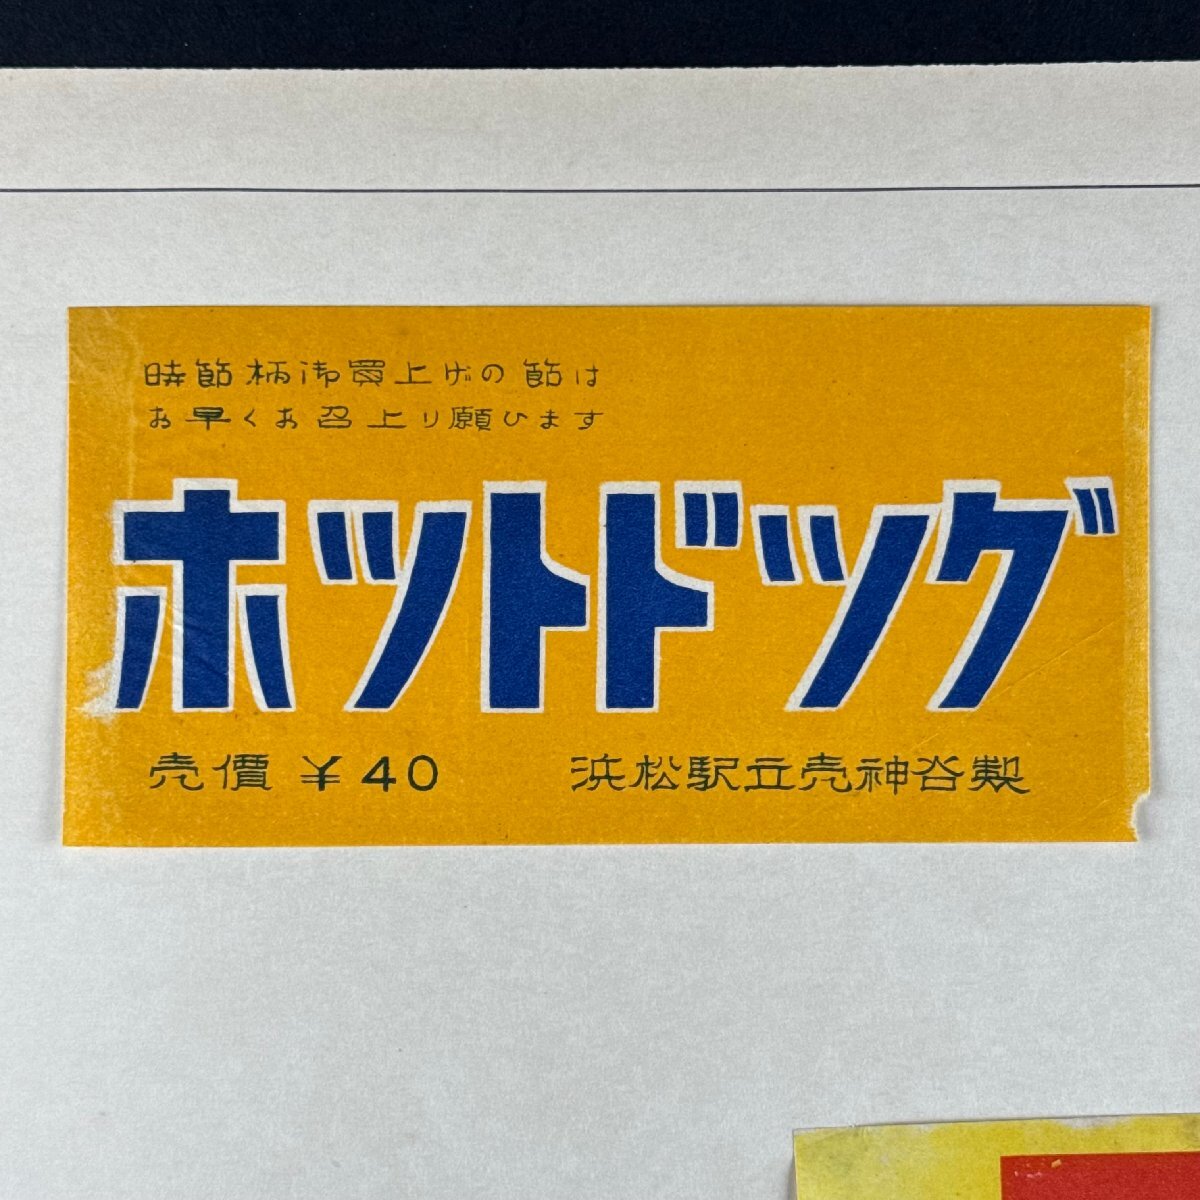 時節柄御買上げの節は
お早くお召上り願ひます
ホットドッグ
売價 ¥40
浜松駅立売神谷製